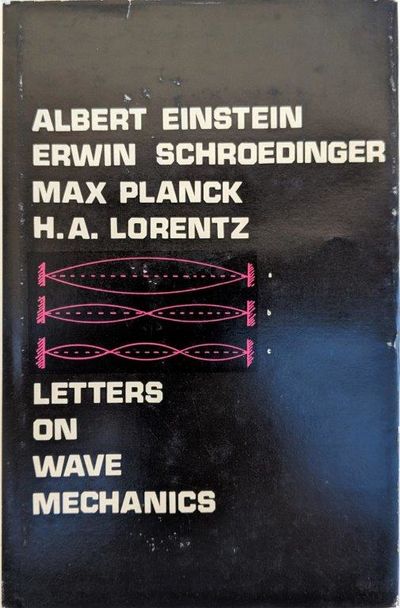 ALBERT EINSTEIN
ERWIN SCHROEDINGER
MAX PLANCK
H.A. LORENTZ
a
b
c
LETTERS
ON
WAVE
MECHANICS